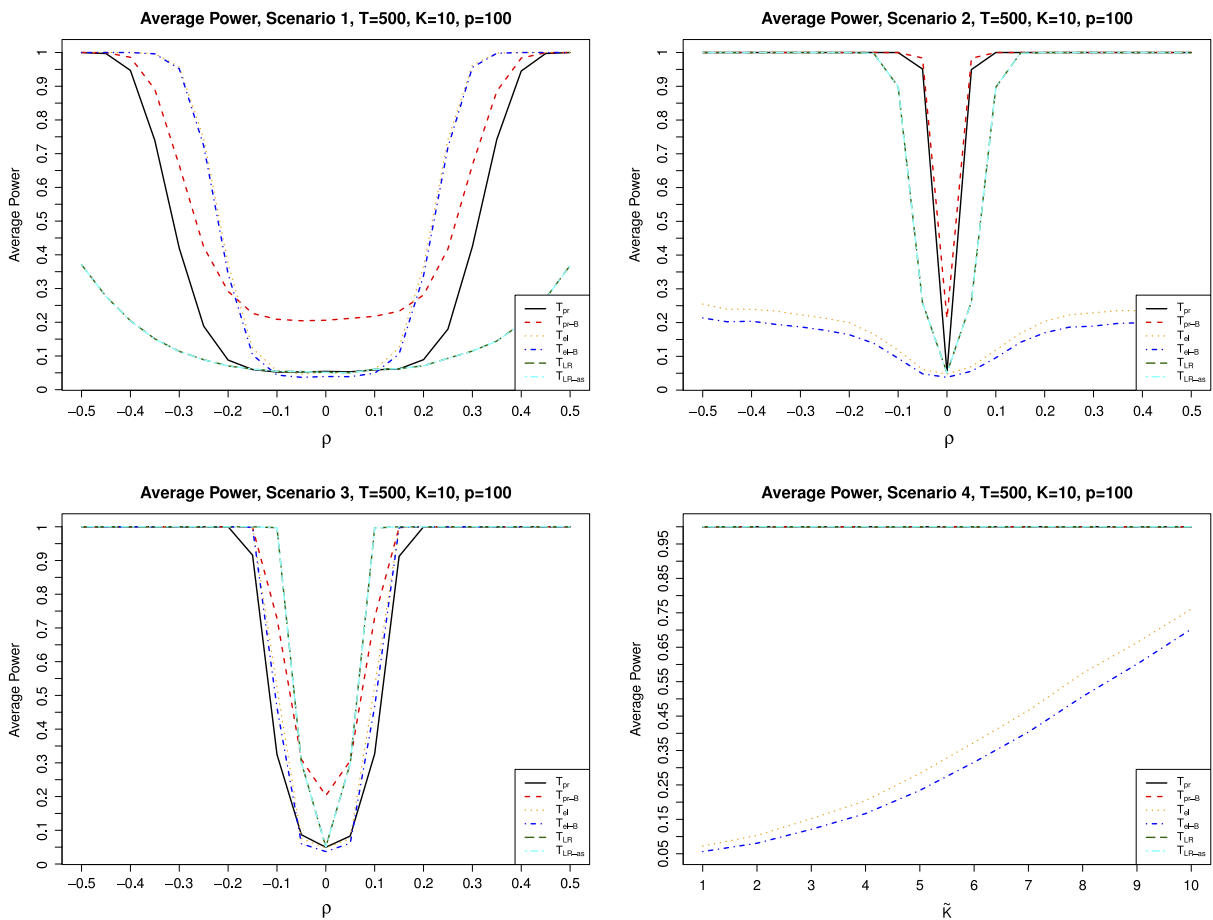 Average Power, Scenario 1, T=500, K=10, p=100
Average Power
1
0.9
0.8
0.7
0.6
0.5
0.4
0.3
0.2
0.1
0
−0.5 −0.4 −0.3 −0.2 −0.1 0 0.1 0.2 0.3 0.4 0.5
ρ
T_pr
T_pr−B
T_el
T_el−B
T_LR
T_LR−as
Average Power, Scenario 2, T=500, K=10, p=100
Average Power
1
0.9
0.8
0.7
0.6
0.5
0.4
0.3
0.2
0.1
0
−0.5 −0.4 −0.3 −0.2 −0.1 0 0.1 0.2 0.3 0.4 0.5
ρ
T_pr
T_pr−B
T_el
T_el−B
T_LR
T_LR−as
Average Power, Scenario 3, T=500, K=10, p=100
Average Power
1
0.9
0.8
0.7
0.6
0.5
0.4
0.3
0.2
0.1
0
−0.5 −0.4 −0.3 −0.2 −0.1 0 0.1 0.2 0.3 0.4 0.5
ρ
T_pr
T_pr−B
T_el
T_el−B
T_LR
T_LR−as
Average Power, Scenario 4, T=500, K=10, p=100
Average Power
0.95
0.85
0.75
0.65
0.55
0.45
0.35
0.25
0.15
0.05
1 2 3 4 5 6 7 8 9 10
K̃
T_pr
T_pr−B
T_el
T_el−B
T_LR
T_LR−as